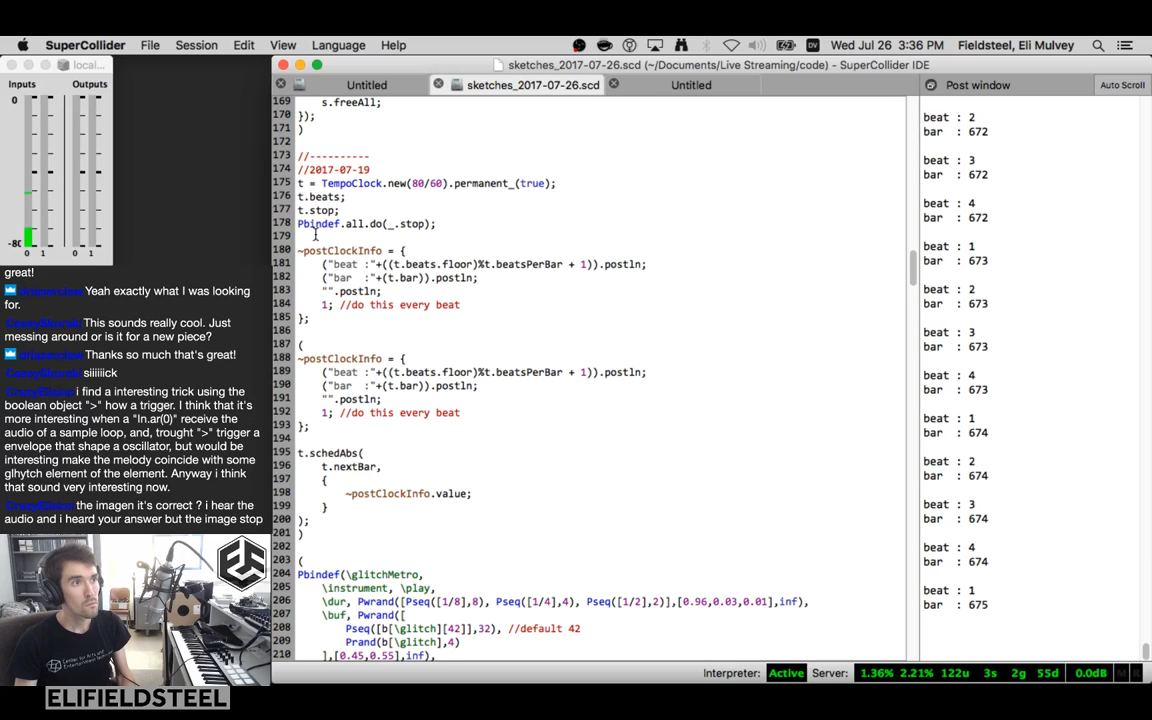 SuperCollider File Session Edit View Language Help Wed Jul 26 3:36 PM Fieldsteel, Eli Mulvey
local...
Inputs Outputs
0
-80
0 1 0 1
great!
Yeah exactly what I was looking
for.
This sounds really cool. Just
messing around or is it for a new piece?
Thanks so much that's great!
siiiiiick
i find a interesting trick using the
boolean object ">" how a trigger. I think that it's
more interesting when a "In.ar(0)" receive the
audio of a sample loop, and, trought ">" trigger a
envelope that shape a oscillator, but would be
interesting make the melody coincide with some
glhytch element of the element. Anyway i think
that sound very interesting now.
the imagen it's correct ? i hear the
audio and i heard your answer but the image stop
ELIFIELDSTEEL
sketches_2017-07-26.scd (~/Documents/Live Streaming/code) - SuperCollider IDE
Untitled sketches_2017-07-26.scd Untitled
169 s.freeAll;
170 });
171 )
172
173 //----------
174 //2017-07-19
175 t = TempoClock.new(80/60).permanent_(true);
176 t.beats;
177 t.stop;
178 Pbindef.all.do(_.stop);
179
180 ~postClockInfo = {
181 ("beat :"+((t.beats.floor)%t.beatsPerBar + 1)).postln;
182 ("bar  :"+(t.bar)).postln;
183 "".postln;
184 1; //do this every beat
185 };
186
187 (
188 ~postClockInfo = {
189 ("beat :"+((t.beats.floor)%t.beatsPerBar + 1)).postln;
190 ("bar  :"+(t.bar)).postln;
191 "".postln;
192 1; //do this every beat
193 };
194
195 t.schedAbs(
196 t.nextBar,
197 {
198 ~postClockInfo.value;
199 }
200 );
201 )
202
203 (
204 Pbindef(\glitchMetro,
205 \instrument, \play,
206 \dur, Pwrand([Pseq([1/8],8), Pseq([1/4],4), Pseq([1/2],2)],[0.96,0.03,0.01],inf),
207 \buf, Pwrand([
208 Pseq([b[\glitch][42]],32), //default 42
209 Prand(b[\glitch],4)
210 ],[0.45,0.55],inf),
Post window Auto Scroll
beat : 2
bar  : 672
beat : 3
bar  : 672
beat : 4
bar  : 672
beat : 1
bar  : 673
beat : 2
bar  : 673
beat : 3
bar  : 673
beat : 4
bar  : 673
beat : 1
bar  : 674
beat : 2
bar  : 674
beat : 3
bar  : 674
beat : 4
bar  : 674
beat : 1
bar  : 675
Interpreter: Active Server: 1.36% 2.21% 122u 3s 2g 55d 0.0dB